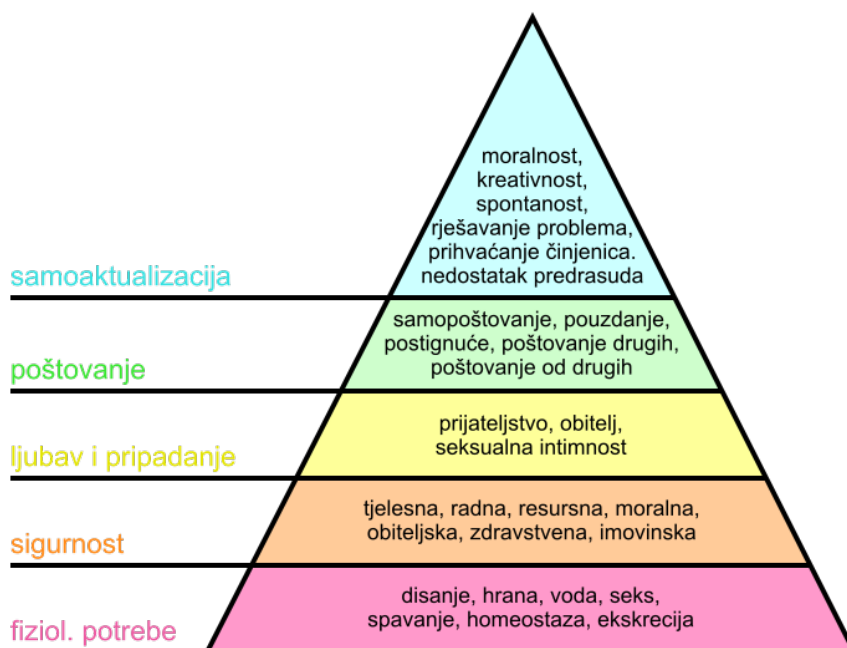 moralnost,
kreativnost,
spontanost,
rješavanje problema,
prihvaćanje činjenica.
nedostatak predrasuda
samoaktualizacija
samopoštovanje, pouzdanje,
postignuće, poštovanje drugih,
poštovanje od drugih
poštovanje
prijateljstvo, obitelj,
seksualna intimnost
ljubav i pripadanje
tjelesna, radna, resursna, moralna,
obiteljska, zdravstvena, imovinska
sigurnost
disanje, hrana, voda, seks,
spavanje, homeostaza, ekskrecija
fiziol. potrebe